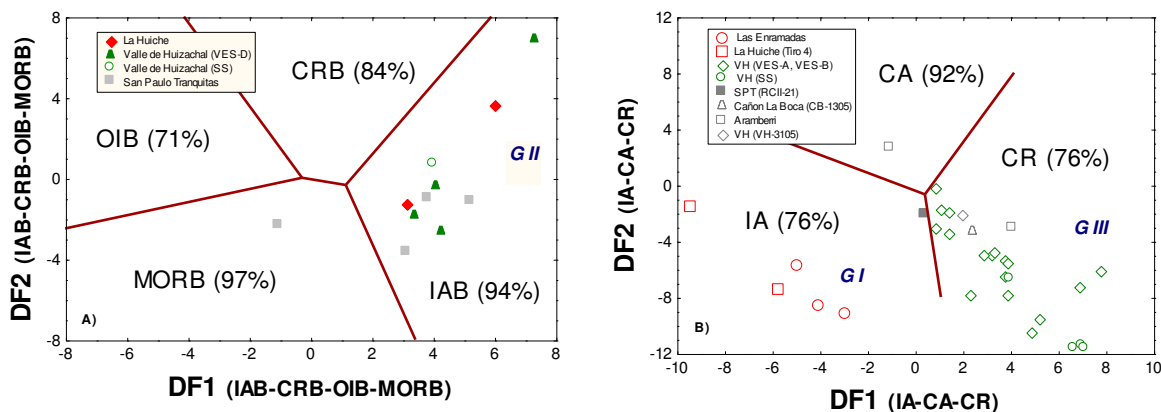 8
4
0
-4
-8
DF2 (IAB-CRB-OIB-MORB)
La Huiche
Valle de Huizachal (VES-D)
Valle de Huizachal (SS)
San Paulo Tranquitas
CRB (84%)
OIB (71%)
G II
MORB (97%)
IAB (94%)
A)
-8 -6 -4 -2 0 2 4 6 8
DF1 (IAB-CRB-OIB-MORB)
12
8
4
0
-4
-8
-12
DF2 (IA-CA-CR)
Las Enramadas
La Huiche (Tiro 4)
VH (VES-A, VES-B)
VH (SS)
SPT (RCII-21)
Cañon La Boca (CB-1305)
Aramberri
VH (VH-3105)
CA (92%)
CR (76%)
IA (76%)
G III
G I
B)
-10 -8 -6 -4 -2 0 2 4 6 8 10
DF1 (IA-CA-CR)